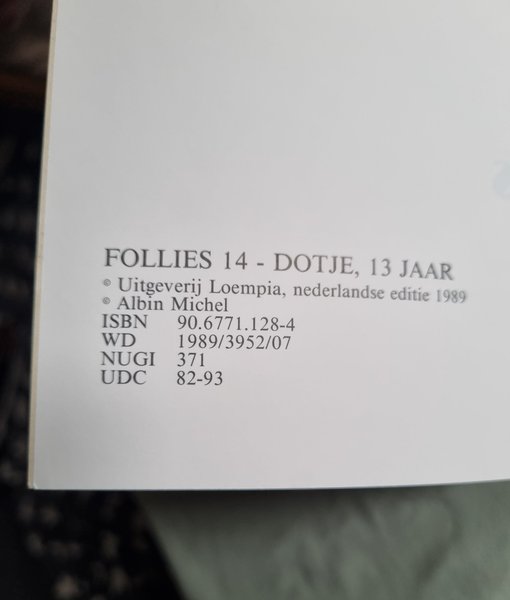 FOLLIES 14 - DOTJE, 13 JAAR
© Uitgeverij Loempia, nederlandse editie 1989
© Albin Michel
ISBN 90.6771.128-4
WD 1989/3952/07
NUGI 371
UDC 82-93